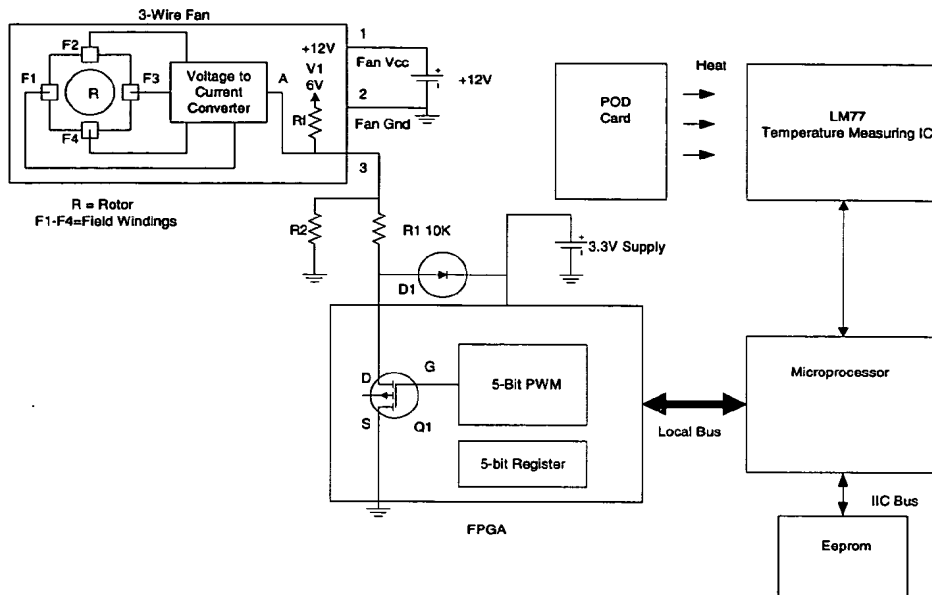 3-Wire Fan
F2
F1
F3
R
F4
Voltage to
Current
Converter
A
+12V
V1
6V
Rf
1
Fan Vcc
+12V
2
Fan Gnd
3
R = Rotor
F1-F4=Field Windings
POD
Card
Heat
LM77
Temperature Measuring IC
R2
R1 10K
D1
3.3V Supply
D
G
S
Q1
5-Bit PWM
5-bit Register
FPGA
Local Bus
Microprocessor
IIC Bus
Eeprom